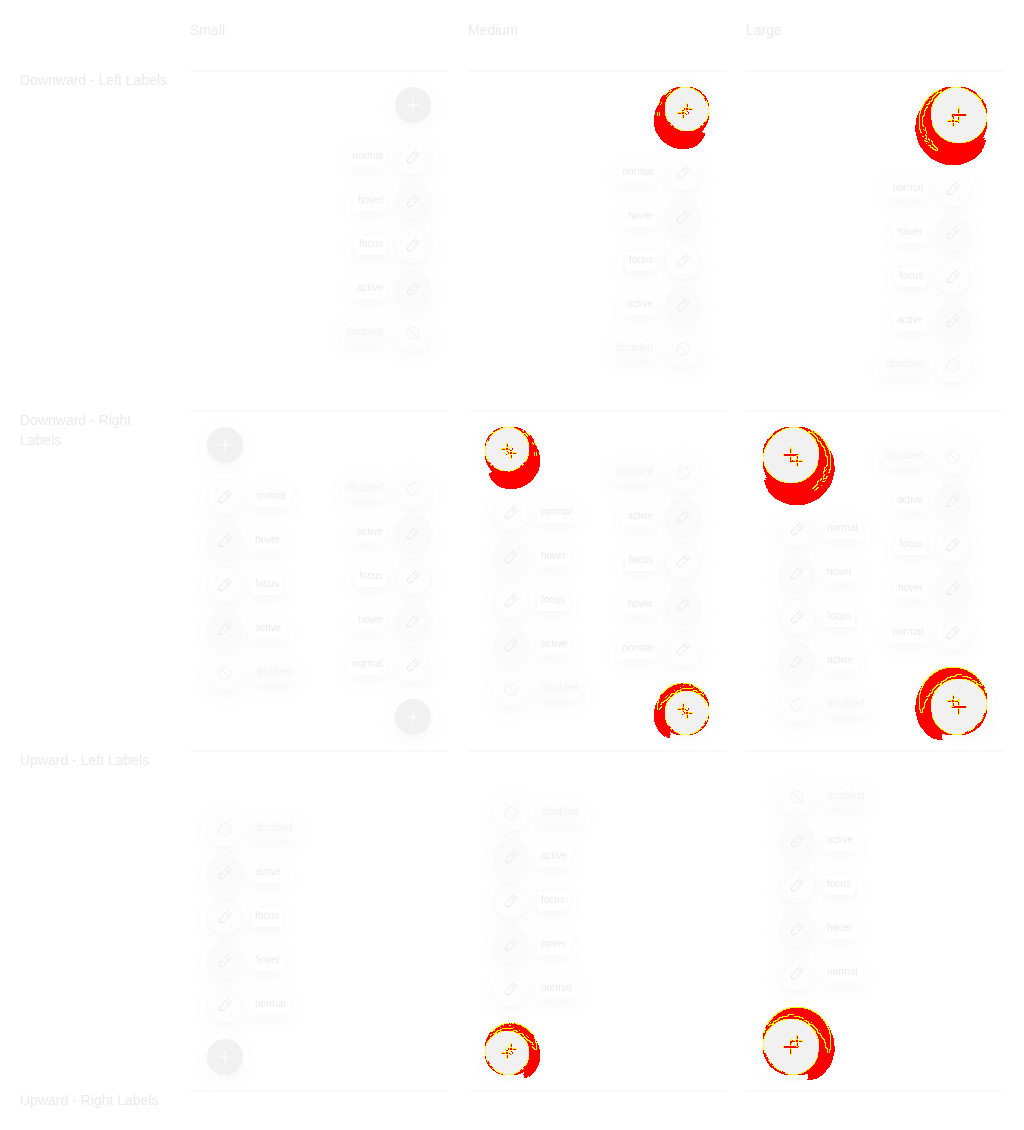 Small Medium Large
Downward - Left Labels
normal normal normal
hover hover hover
focus focus focus
active active active
disabled disabled disabled
Downward - Right
Labels
disabled disabled disabled
normal active normal active normal active
hover focus hover focus hover focus
focus hover focus hover focus hover
active normal active normal active normal
disabled disabled disabled
Upward - Left Labels
disabled disabled disabled
active active active
focus focus focus
hover hover hover
normal normal normal
Upward - Right Labels